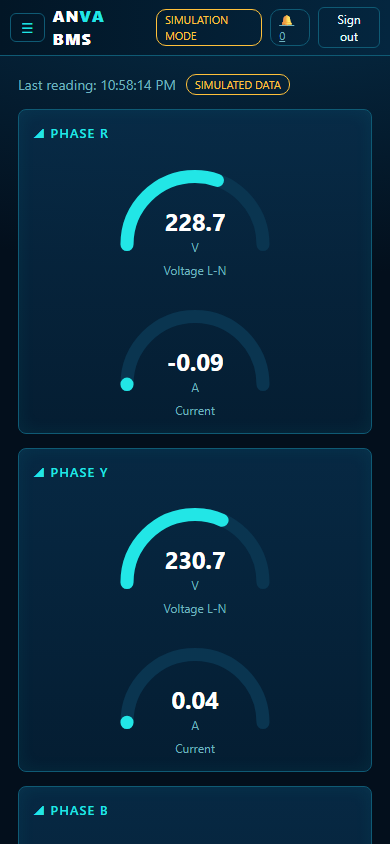 ☰ ANVA BMS
SIMULATION MODE
🔔 0
Sign out
Last reading: 10:58:14 PM SIMULATED DATA
PHASE R
228.7
V
Voltage L-N
-0.09
A
Current
PHASE Y
230.7
V
Voltage L-N
0.04
A
Current
PHASE B